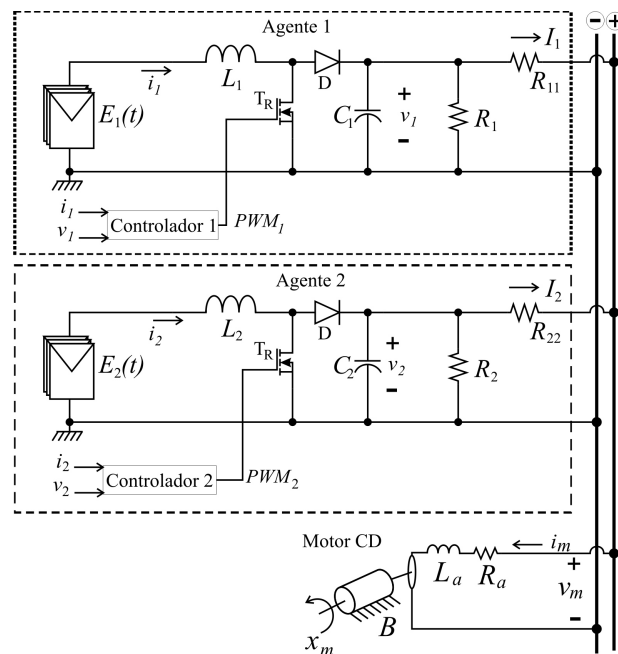 Agente 1
− +
i1 L1 D I1
R11
E1(t) TR C1 + v1 − R1
i1
v1 Controlador 1 PWM1
Agente 2
i2 L2 D I2
R22
E2(t) TR C2 + v2 − R2
i2
v2 Controlador 2 PWM2
Motor CD
La Ra im
+ vm −
B
xm